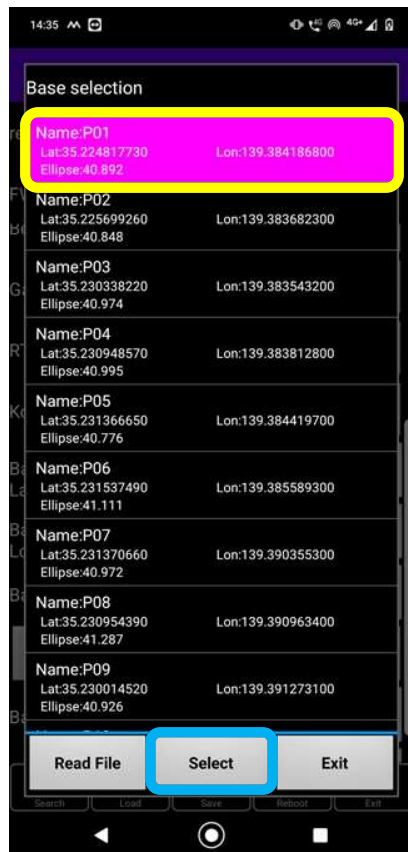 14:35
4G
4G+
Base selection
Name:P01
Lat:35.224817730 Lon:139.384186800
Ellipse:40.892
Name:P02
Lat:35.225699260 Lon:139.383682300
Ellipse:40.848
Name:P03
Lat:35.230338220 Lon:139.383543200
Ellipse:40.974
Name:P04
Lat:35.230948570 Lon:139.383812800
Ellipse:40.995
Name:P05
Lat:35.231366650 Lon:139.384419700
Ellipse:40.776
Name:P06
Lat:35.231537490 Lon:139.385589300
Ellipse:41.111
Name:P07
Lat:35.231370660 Lon:139.390355300
Ellipse:40.972
Name:P08
Lat:35.230954390 Lon:139.390963400
Ellipse:41.287
Name:P09
Lat:35.230014520 Lon:139.391273100
Ellipse:40.926
Read File Select Exit
Search Load Save Reboot Exit